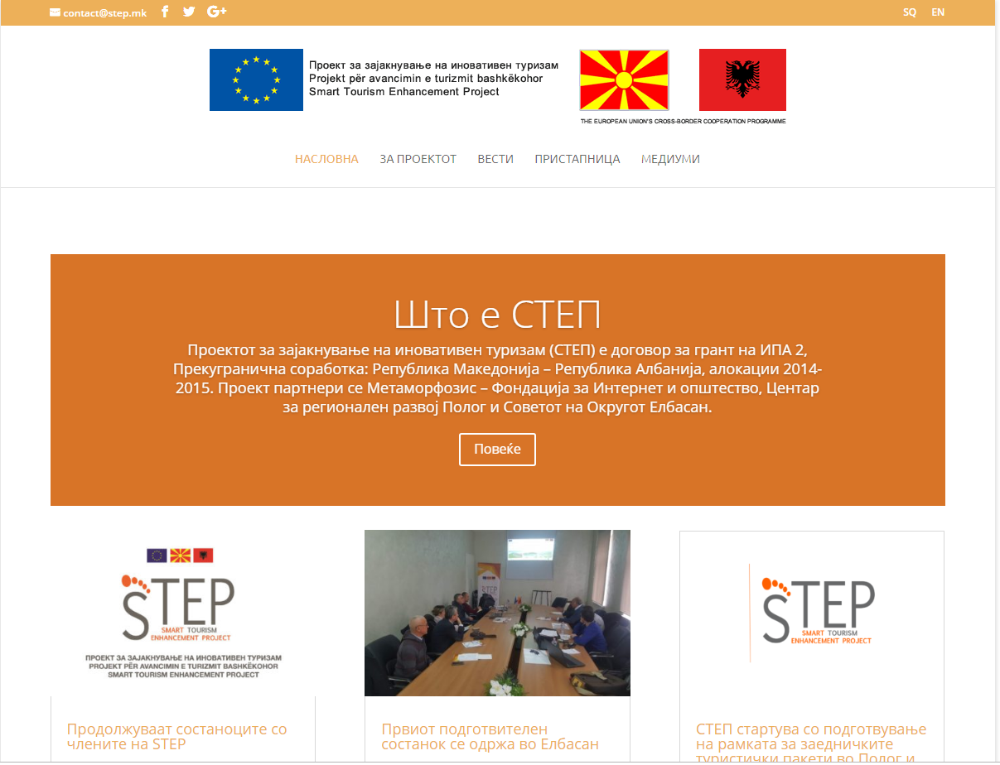 contact@step.mk
SQ EN
Проект за зајакнување на иновативен туризам
Projekt për avancimin e turizmit bashkëkohor
Smart Tourism Enhancement Project
THE EUROPEAN UNION'S CROSS-BORDER COOPERATION PROGRAMME
НАСЛОВНА ЗА ПРОЕКТОТ ВЕСТИ ПРИСТАПНИЦА МЕДИУМИ
Што е СТЕП
Проектот за зајакнување на иновативен туризам (СТЕП) е договор за грант на ИПА 2,
Прекугранична соработка: Република Македонија – Република Албанија, алокации 2014-
2015. Проект партнери се Метаморфозис – Фондација за Интернет и општество, Центар
за регионален развој Полог и Советот на Округот Елбасан.
Повеќе
STEP
SMART TOURISM
ENHANCEMENT PROJECT
ПРОЕКТ ЗА ЗАЈАКНУВАЊЕ НА ИНОВАТИВЕН ТУРИЗАМ
PROJEKT PËR AVANCIMIN E TURIZMIT BASHKËKOHOR
SMART TOURISM ENHANCEMENT PROJECT
Продолжуваат состаноците со
члените на STEP
Првиот подготвителен
состанок се одржа во Елбасан
STEP
SMART TOURISM
ENHANCEMENT PROJECT
СТЕП стартува со подготвување
на рамката за заедничките
туристички пакети во Полог и